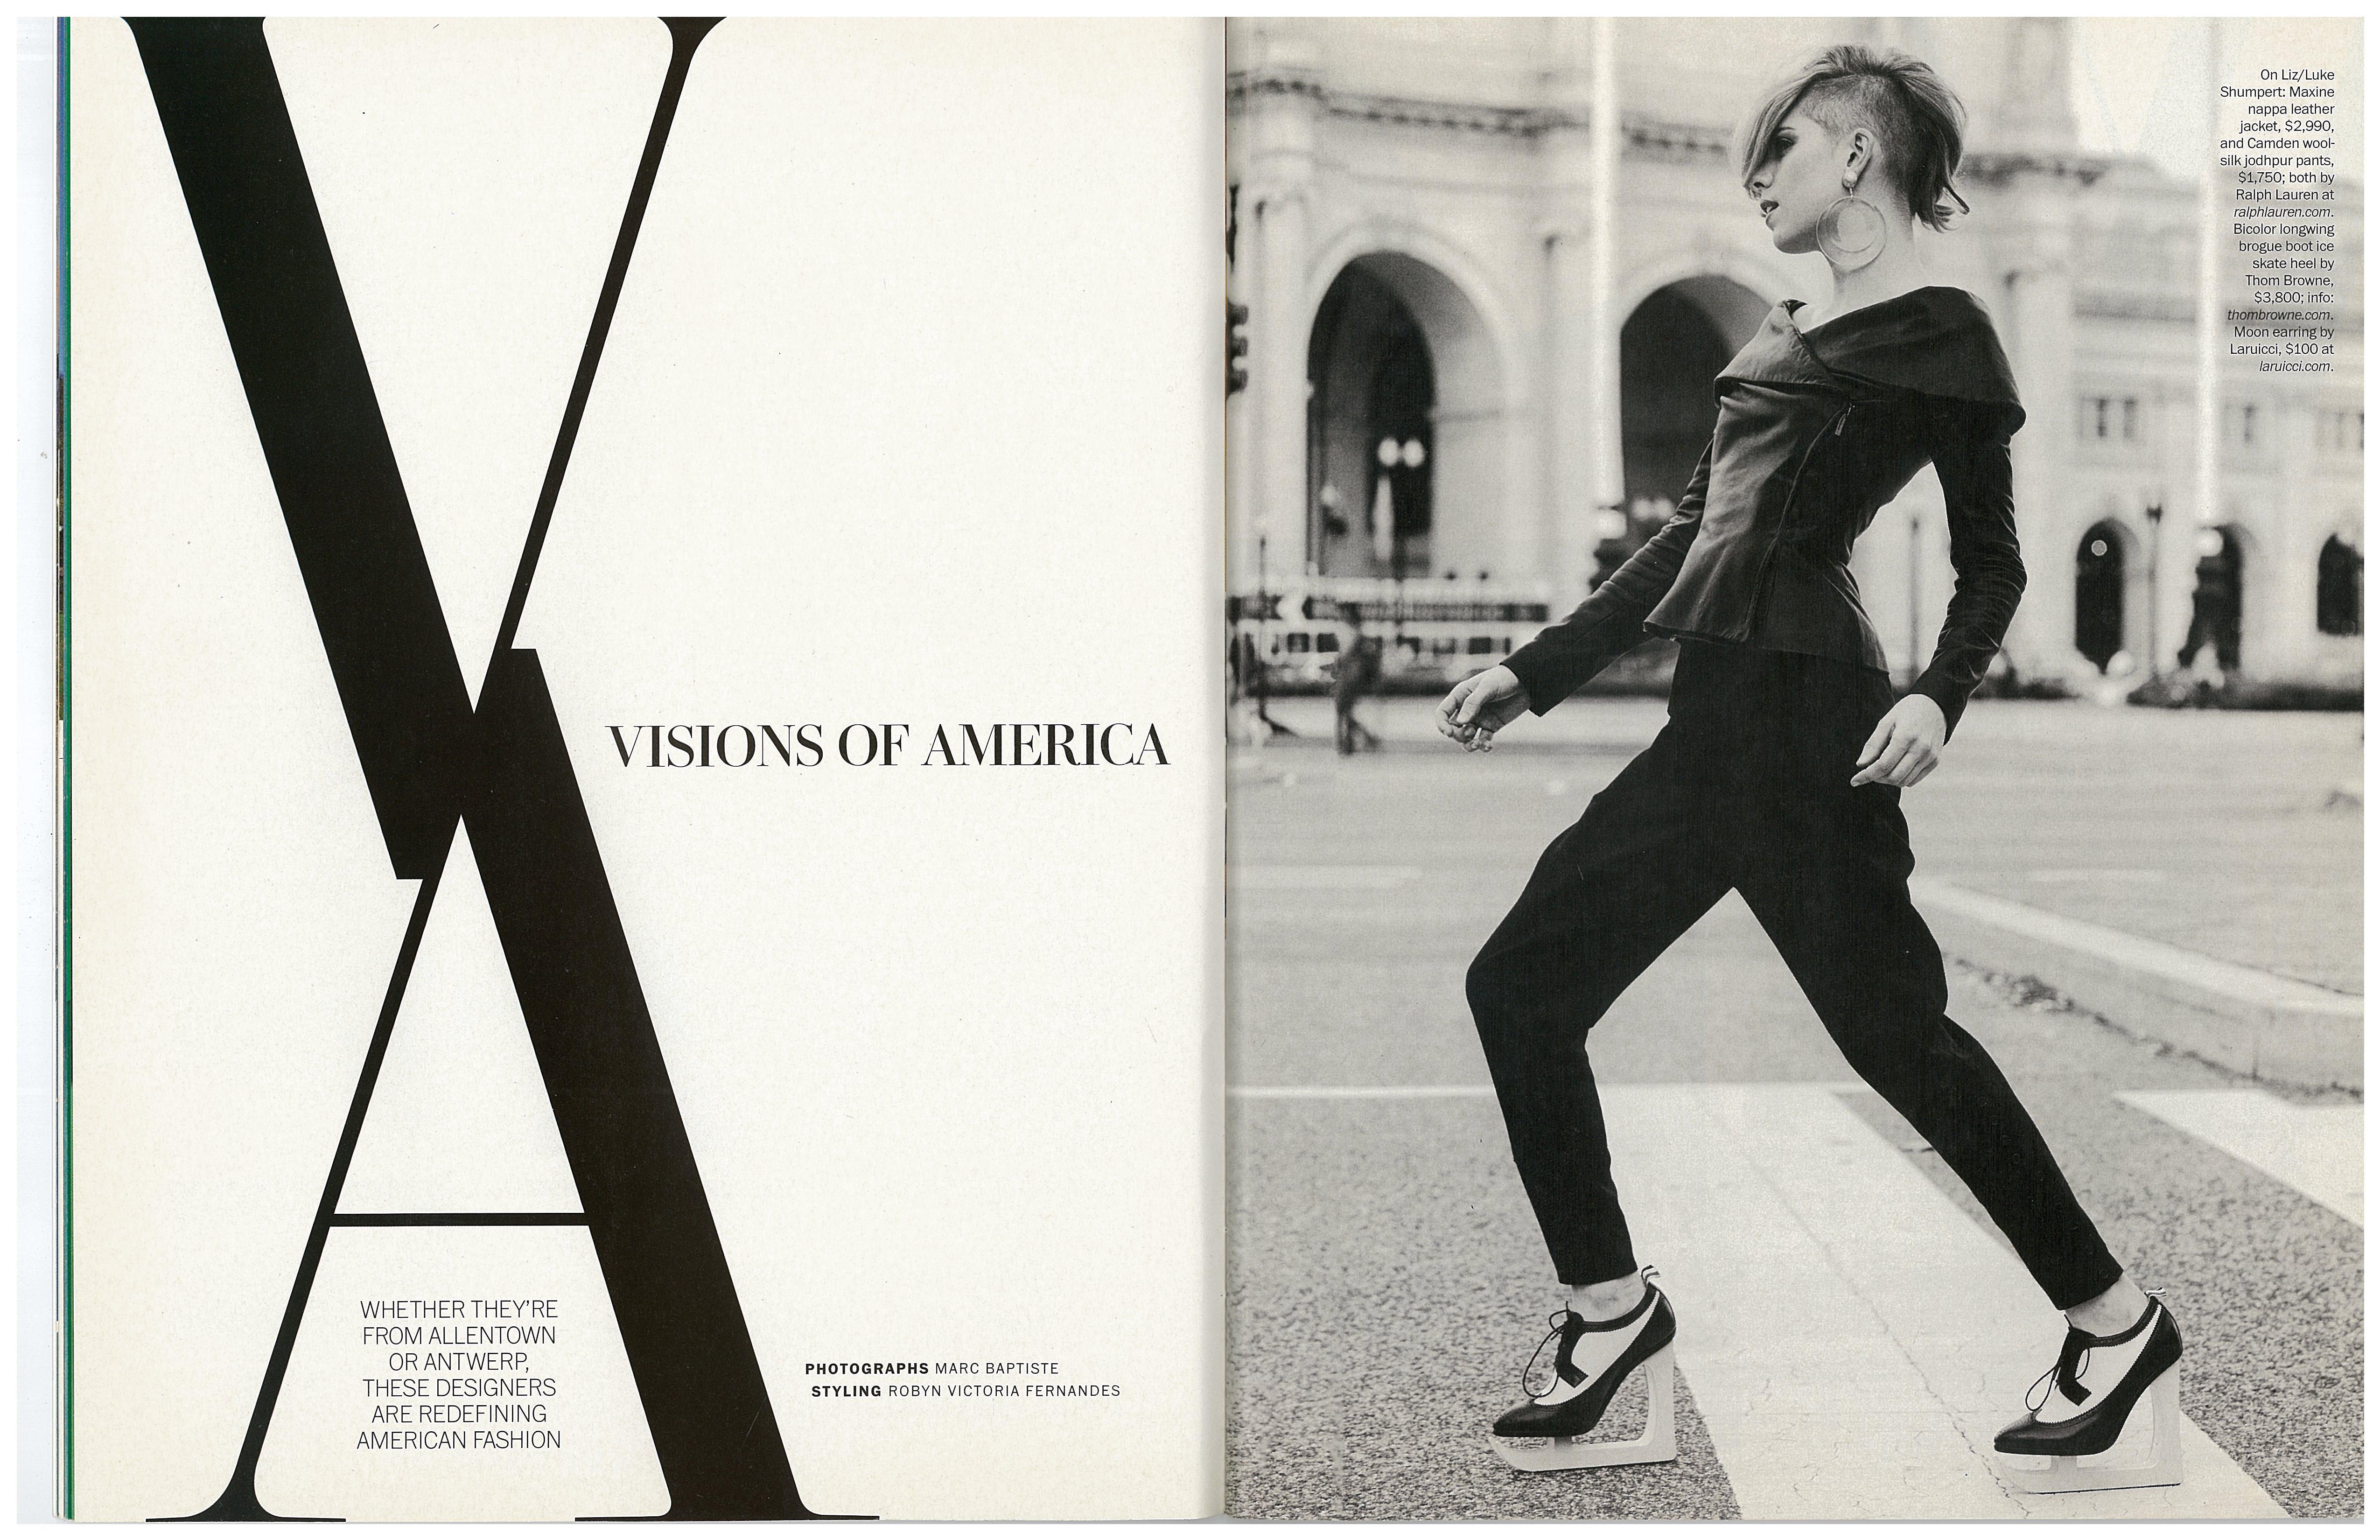 V
A
VISIONS OF AMERICA
WHETHER THEY'RE
FROM ALLENTOWN
OR ANTWERP,
THESE DESIGNERS
ARE REDEFINING
AMERICAN FASHION
PHOTOGRAPHS MARC BAPTISTE
STYLING ROBYN VICTORIA FERNANDES
On Liz/Luke
Shumpert: Maxine
nappa leather
jacket, $2,990,
and Camden wool-
silk jodhpur pants,
$1,750; both by
Ralph Lauren at
ralphlauren.com.
Bicolor longwing
brogue boot ice
skate heel by
Thom Browne,
$3,800; info:
thombrowne.com.
Moon earring by
Laruicci, $100 at
laruicci.com.